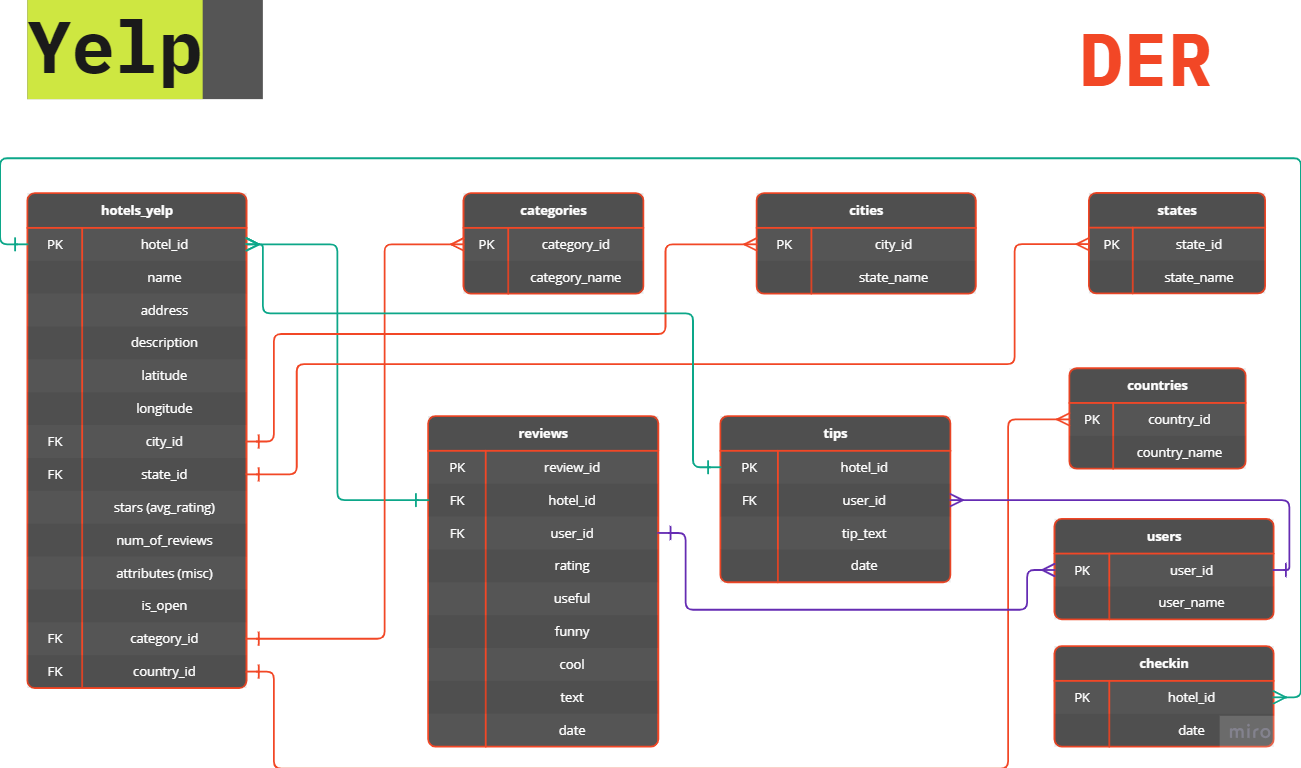 Yelp
DER
hotels_yelp
PK hotel_id
name
address
description
latitude
longitude
FK city_id
FK state_id
stars (avg_rating)
num_of_reviews
attributes (misc)
is_open
FK category_id
FK country_id
categories
PK category_id
category_name
cities
PK city_id
state_name
states
PK state_id
state_name
countries
PK country_id
country_name
reviews
PK review_id
FK hotel_id
FK user_id
rating
useful
funny
cool
text
date
tips
PK hotel_id
FK user_id
tip_text
date
users
PK user_id
user_name
checkin
PK hotel_id
date
miro